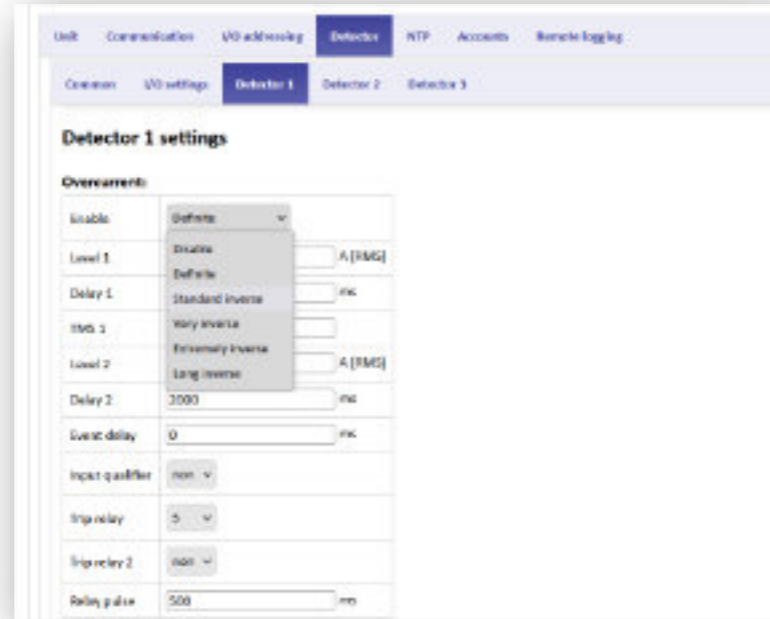 Unit Communication I/O addressing Detector NTP Accounts Remote logging
Common I/O settings Detector 1 Detector 2 Detector 3
Detector 1 settings
Overcurrent:
Enable Definite
Disable
Definite
Standard inverse
Very inverse
Extremely inverse
Long inverse
Level 1 A [RMS]
Delay 1 ms
TMS 1
Level 2 A [RMS]
Delay 2 2000 ms
Event delay 0 ms
Input qualifier non
Trip relay 5
Trip relay 2 non
Relay pulse 500 ms